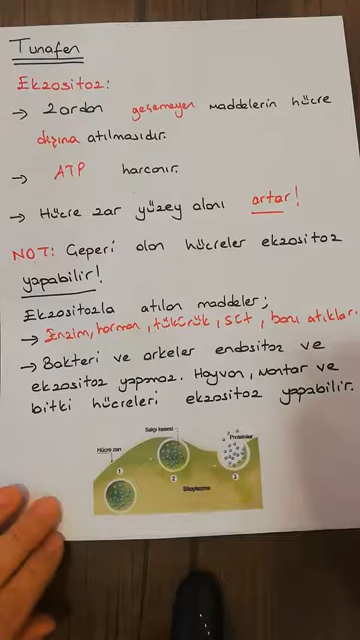 Tunafen
Ekzositoz:
→ Zardan geçemeyen maddelerin hücre
dışına atılmasıdır.
→ ATP harcanır.
→ Hücre zar yüzey alanı artar!
NOT: Çeperi olan hücreler ekzositoz
yapabilir!
Ekzositozla atılan maddeler;
→ Enzim, hormon, tükürük, süt, bazı atıklar.
→ Bakteri ve arkeler endositoz ve
ekzositoz yapmaz. Hayvan, mantar ve
bitki hücreleri ekzositoz yapabilir.
Salgı kesesi
Proteinler
Hücre zarı
1
2
3
Sitoplazma